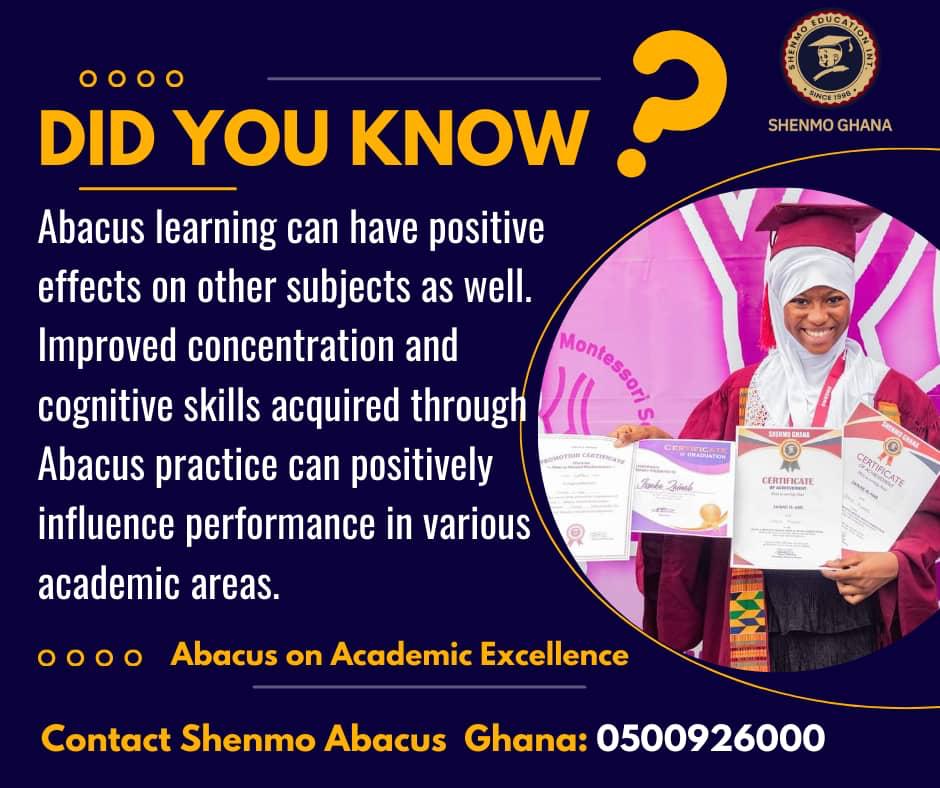 SHENMO EDUCATION INT.
SINCE 1998
SHENMO GHANA
DID YOU KNOW ?
Abacus learning can have positive
effects on other subjects as well.
Improved concentration and
cognitive skills acquired through
Abacus practice can positively
influence performance in various
academic areas.
Montessori
PROMOTION CERTIFICATE
CERTIFICATE
OF GRADUATION
SHENMO GHANA
CERTIFICATE
OF ACHIEVEMENT
SHENMO GHANA
CERTIFICATE
OF ACHIEVEMENT
Abacus on Academic Excellence
Contact Shenmo Abacus Ghana: 0500926000